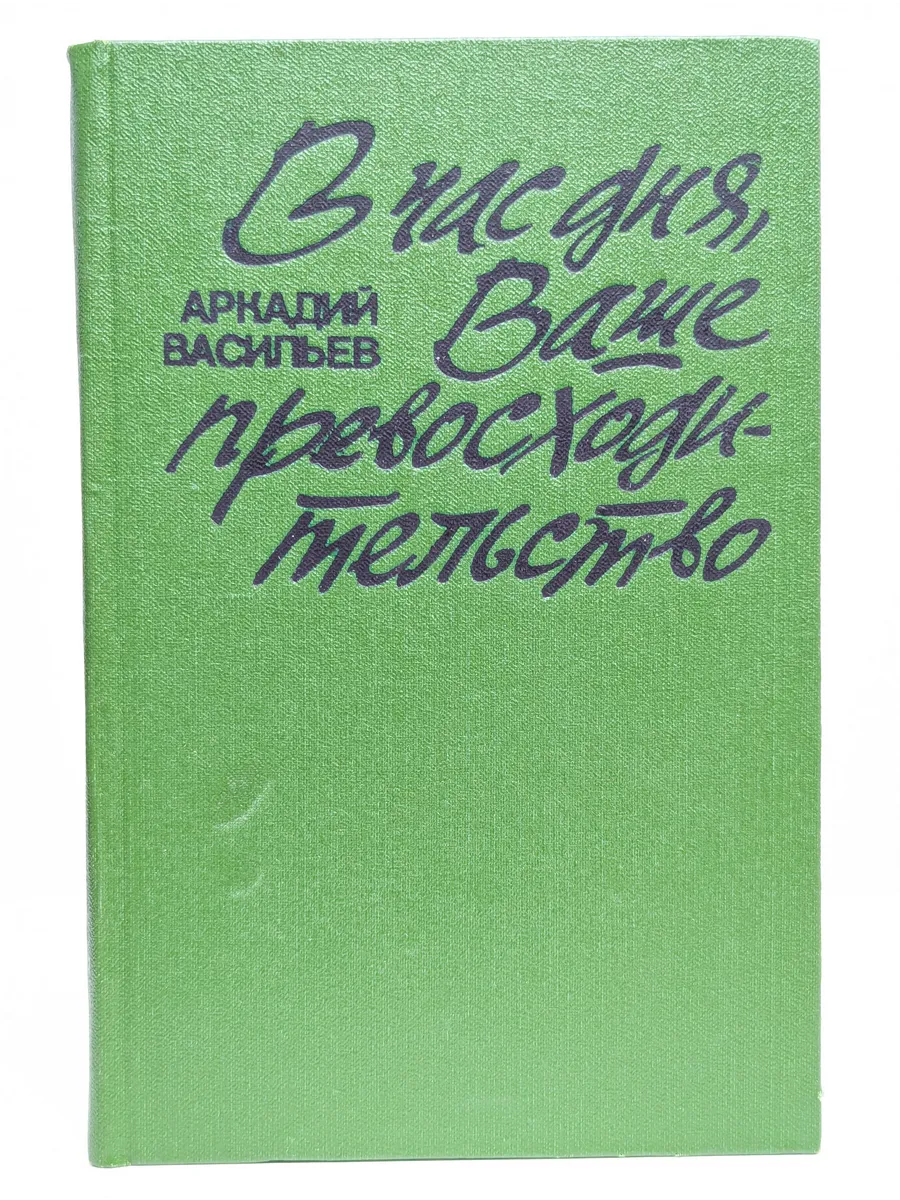 В час дня,
АРКАДИЙ
ВАСИЛЬЕВ
Ваше
превосходи-
тельство